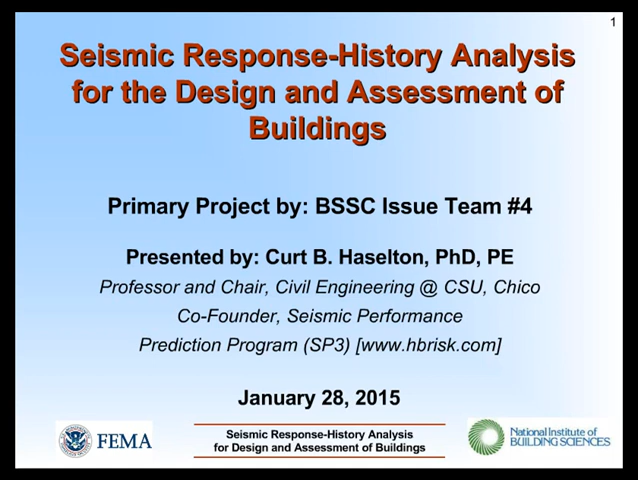 1
Seismic Response-History Analysis
for the Design and Assessment of
Buildings
Primary Project by: BSSC Issue Team #4
Presented by: Curt B. Haselton, PhD, PE
Professor and Chair, Civil Engineering @ CSU, Chico
Co-Founder, Seismic Performance
Prediction Program (SP3) [www.hbrisk.com]
January 28, 2015
FEMA
Seismic Response-History Analysis
for Design and Assessment of Buildings
National Institute of
BUILDING SCIENCES